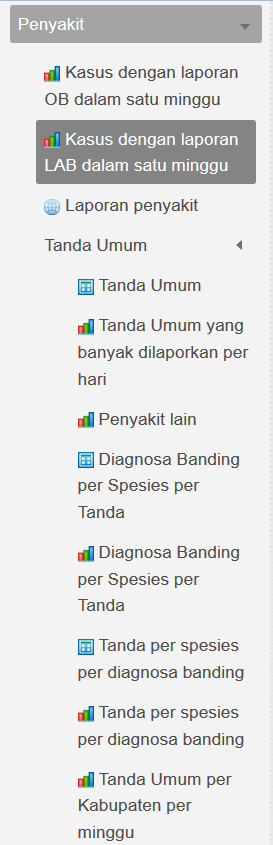 Penyakit
Kasus dengan laporan
OB dalam satu minggu
Kasus dengan laporan
LAB dalam satu minggu
Laporan penyakit
Tanda Umum
Tanda Umum
Tanda Umum yang
banyak dilaporkan per
hari
Penyakit lain
Diagnosa Banding
per Spesies per
Tanda
Diagnosa Banding
per Spesies per
Tanda
Tanda per spesies
per diagnosa banding
Tanda per spesies
per diagnosa banding
Tanda Umum per
Kabupaten per
minggu